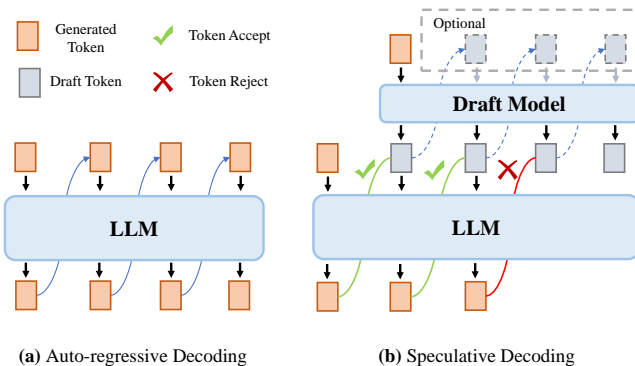 Generated
Token
Token Accept
Draft Token
Token Reject
Optional
Draft Model
LLM
LLM
(a) Auto-regressive Decoding
(b) Speculative Decoding